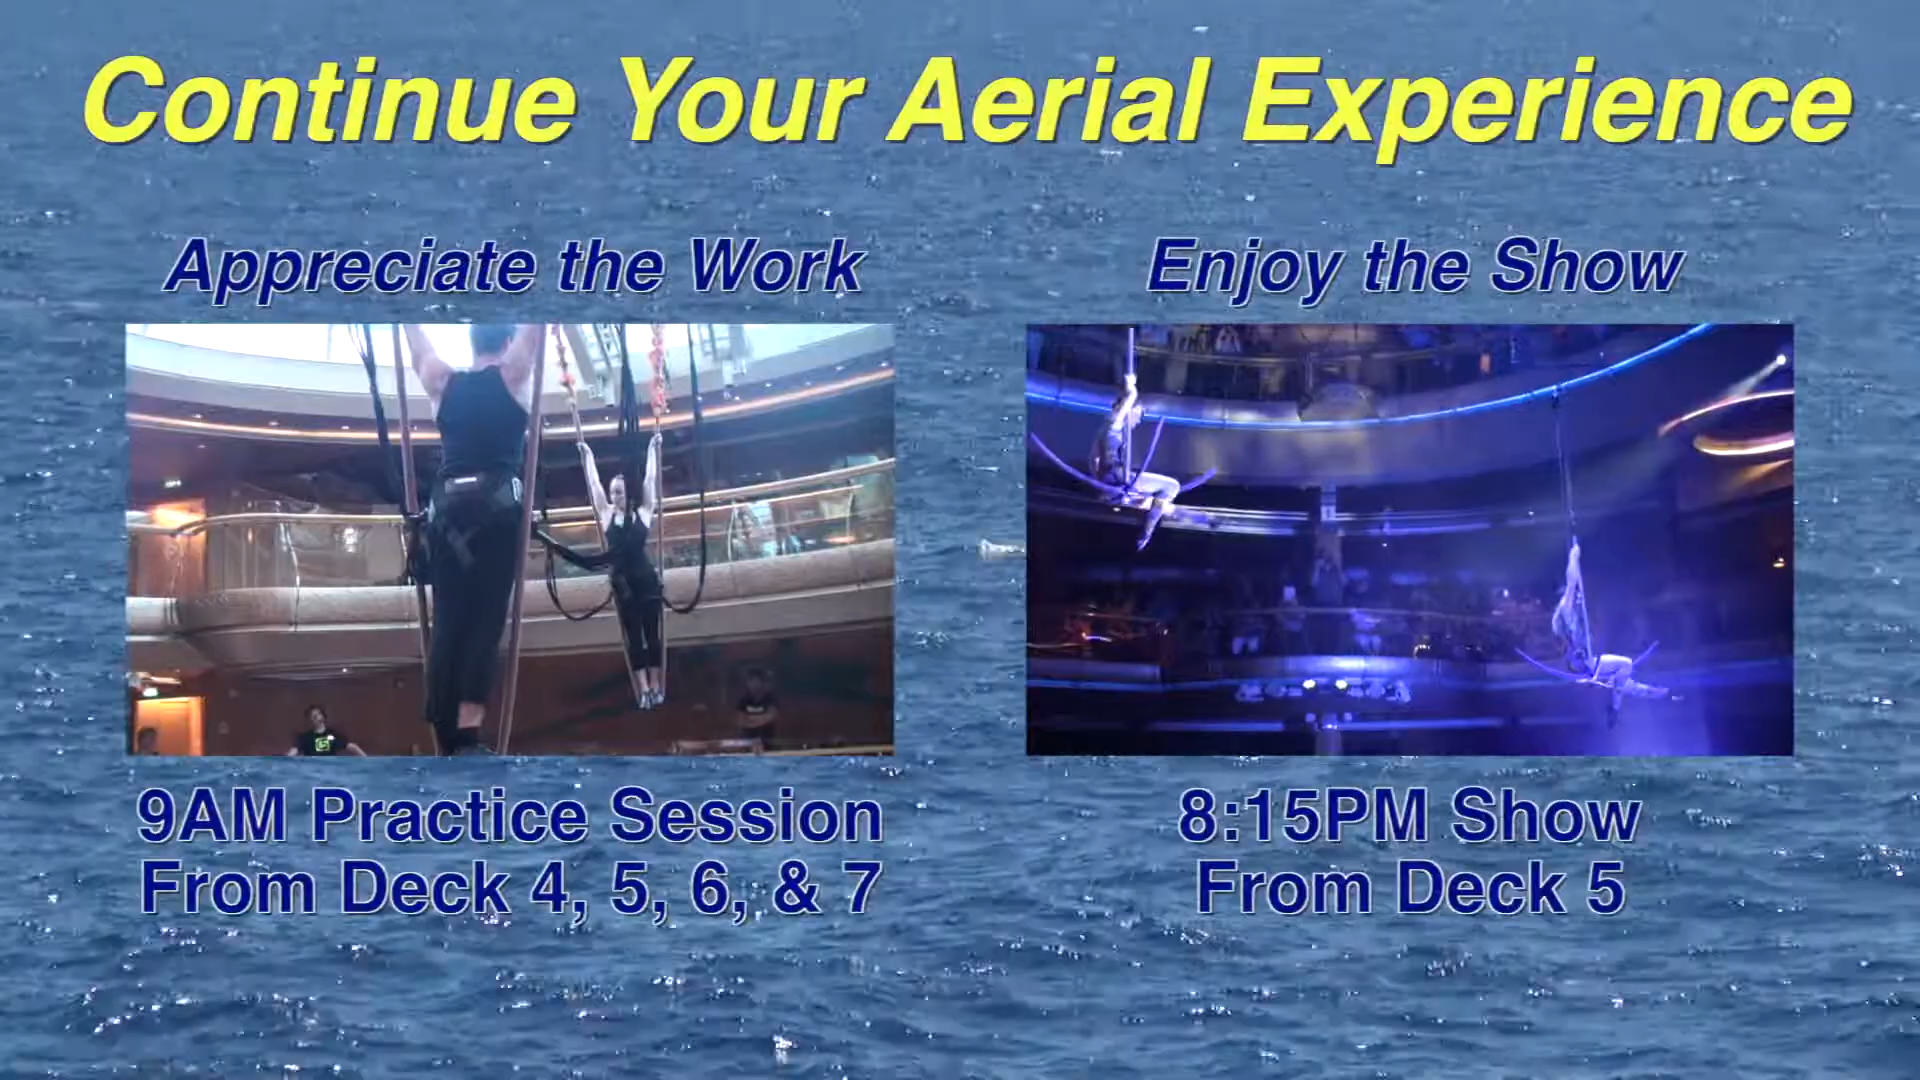 Continue Your Aerial Experience
Appreciate the Work
Enjoy the Show
9AM Practice Session
From Deck 4, 5, 6, & 7
8:15PM Show
From Deck 5